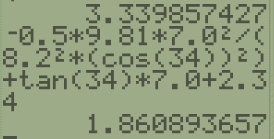 3.339857427
-0.5*9.81*7.0²/(
8.2²*(cos(34))²)
+tan(34)*7.0+2.3
4
1.860893657